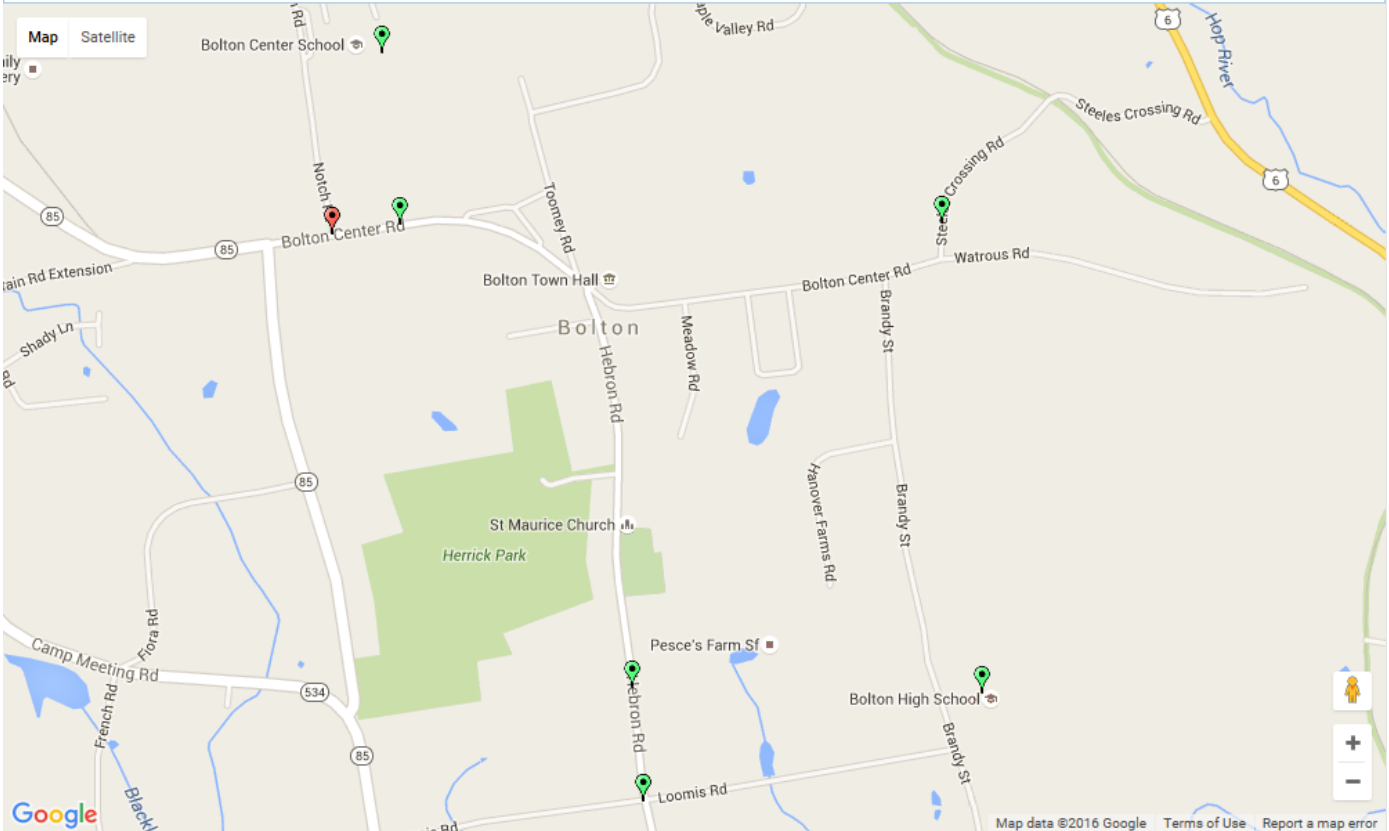 Map
Satellite
Bolton Center School
Valley Rd
6
Hop River
Steeles Crossing Rd
Crossing Rd
6
Notch
Toomey Rd
85
85
Bolton Center Rd
Bolton Town Hall
Bolton Center Rd
Watrous Rd
Rd Extension
Shady Ln
Bolton
Hebron Rd
Meadow Rd
Brandy St
85
St Maurice Church
Herrick Park
Hanover Farms Rd
Brandy St
Fiora Rd
Camp Meeting Rd
534
French Rd
Pesce's Farm Sf
Hebron Rd
Bolton High School
Brandy St
85
Loomis Rd
Rd
Google
Map data ©2016 Google
Terms of Use
Report a map error